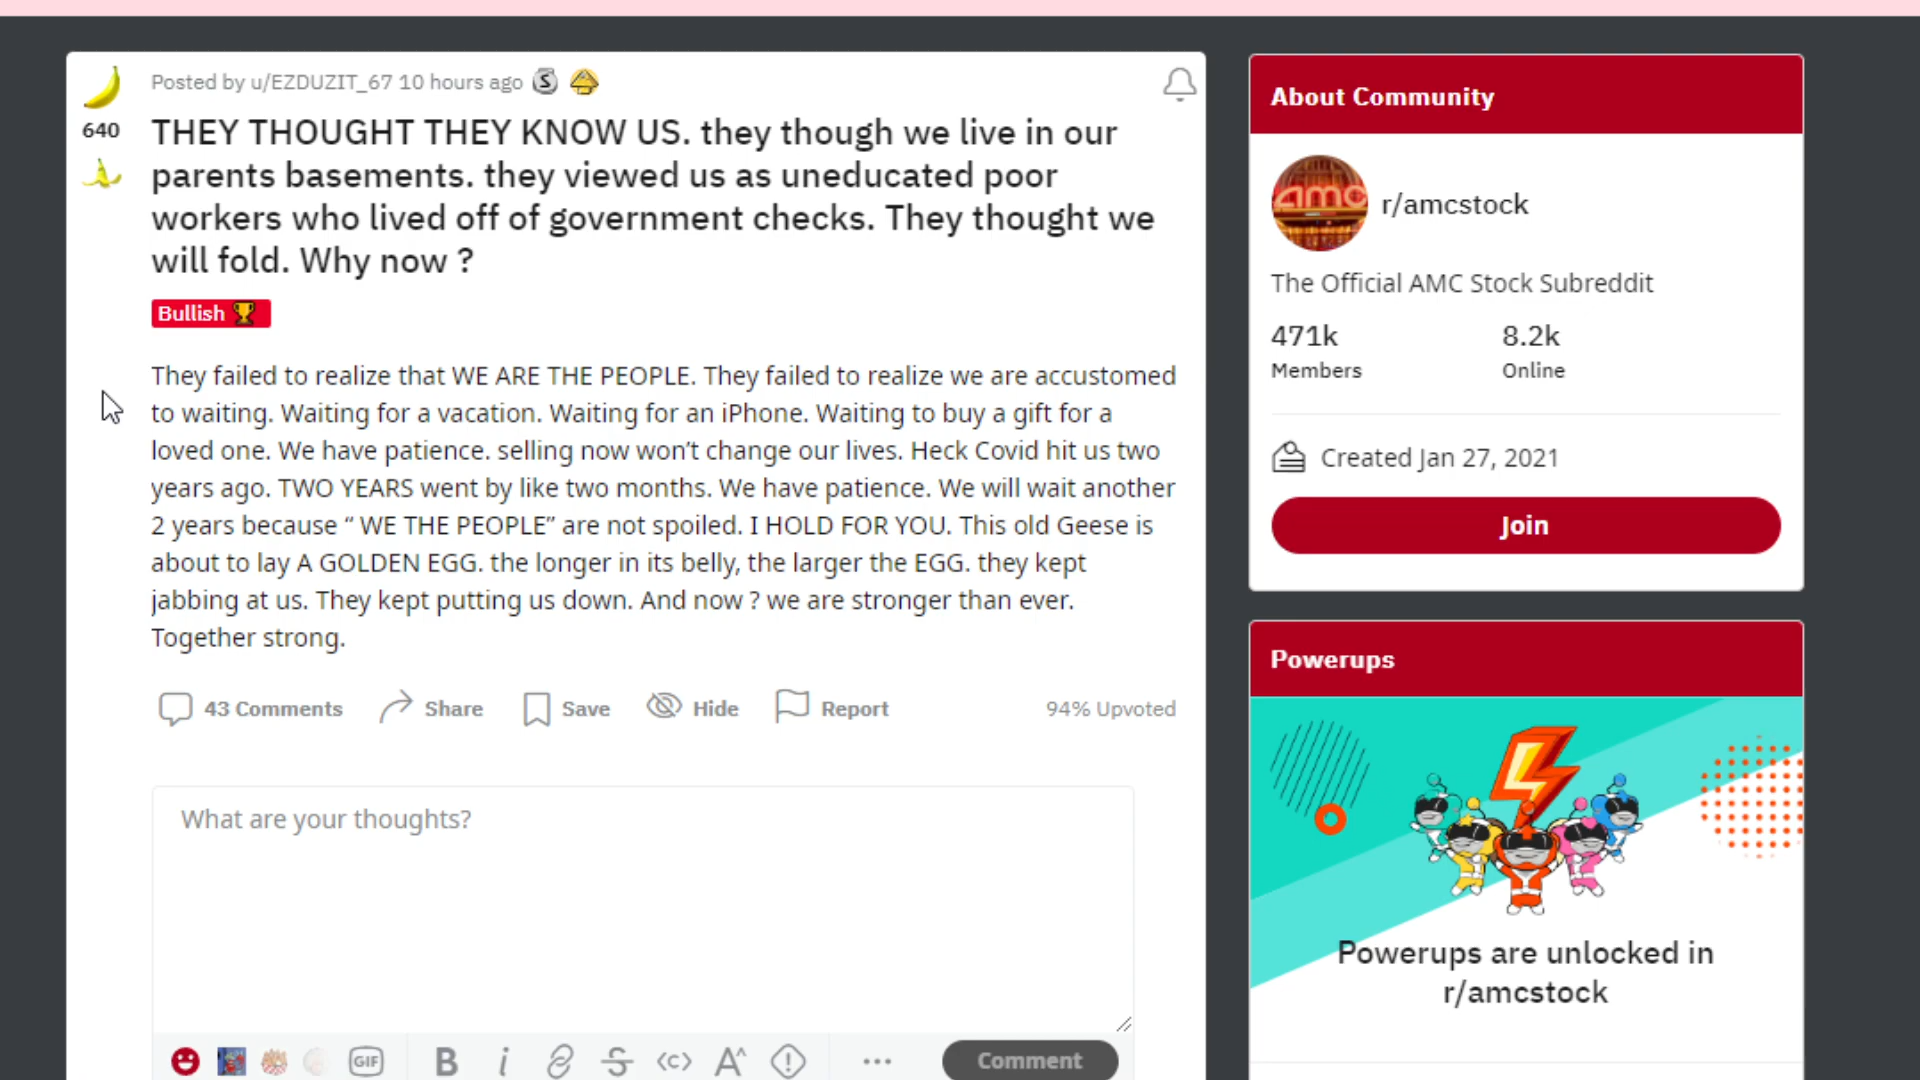 Posted by u/EZDUZIT_67 10 hours ago
640
THEY THOUGHT THEY KNOW US. they though we live in our
parents basements. they viewed us as uneducated poor
workers who lived off of government checks. They thought we
will fold. Why now ?
Bullish
They failed to realize that WE ARE THE PEOPLE. They failed to realize we are accustomed
to waiting. Waiting for a vacation. Waiting for an iPhone. Waiting to buy a gift for a
loved one. We have patience. selling now won’t change our lives. Heck Covid hit us two
years ago. TWO YEARS went by like two months. We have patience. We will wait another
2 years because “ WE THE PEOPLE” are not spoiled. I HOLD FOR YOU. This old Geese is
about to lay A GOLDEN EGG. the longer in its belly, the larger the EGG. they kept
jabbing at us. They kept putting us down. And now ? we are stronger than ever.
Together strong.
43 Comments Share Save Hide Report 94% Upvoted
What are your thoughts?
GIF B i <c> A^ ...
Comment
About Community
amc
r/amcstock
The Official AMC Stock Subreddit
471k 8.2k
Members Online
Created Jan 27, 2021
Join
Powerups
Powerups are unlocked in
r/amcstock